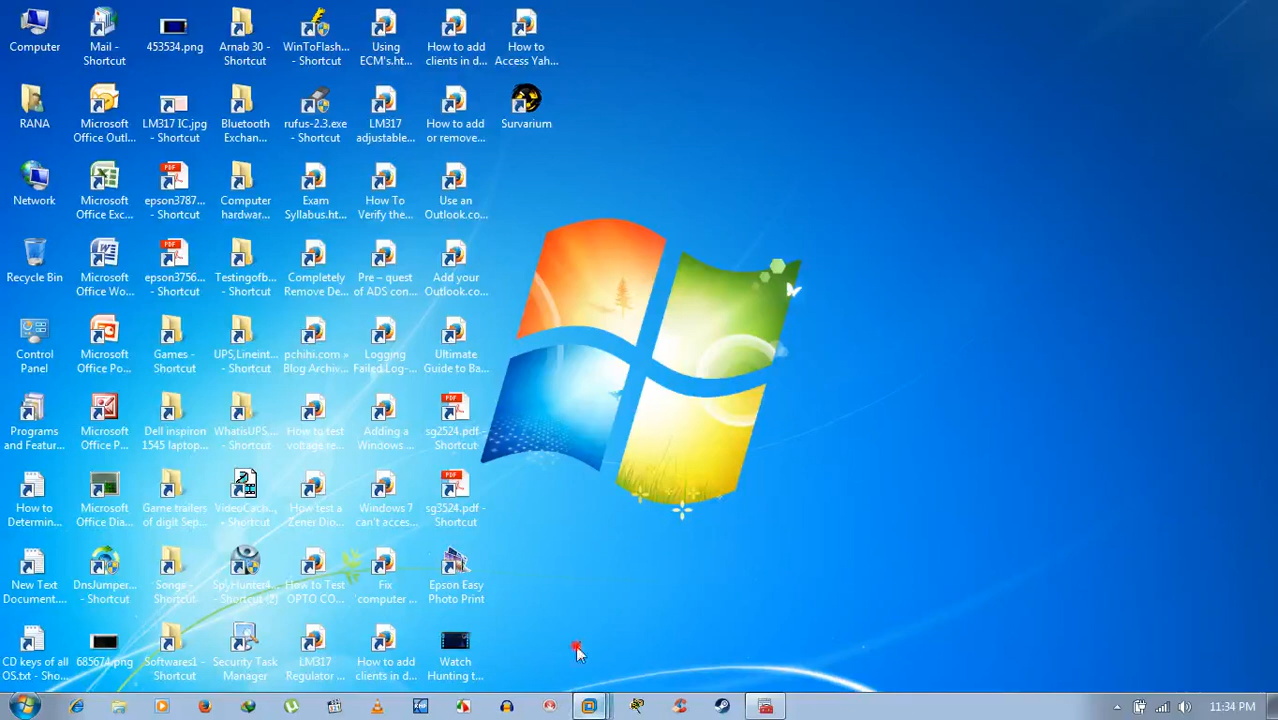 Computer
Mail -
Shortcut
453534.png
Arnab 30 -
Shortcut
WinToFlash...
- Shortcut
Using
ECM's.ht...
How to add
clients in d...
How to
Access Yah...
RANA
Microsoft
Office Outl...
LM317 IC.jpg
- Shortcut
Bluetooth
Exchan...
rufus-2.3.exe
- Shortcut
LM317
adjustable...
How to add
or remove...
Survarium
Network
Microsoft
Office Exc...
epson3787...
- Shortcut
Computer
hardwar...
Exam
Syllabus.ht...
How To
Verify the...
Use an
Outlook.co...
Recycle Bin
Microsoft
Office Wo...
epson3756...
- Shortcut
Testingofb...
- Shortcut
Completely
Remove De...
Pre – quest
of ADS con...
Add your
Outlook.co...
Control
Panel
Microsoft
Office Po...
Games -
Shortcut
UPS,Lineint...
- Shortcut
pchihi.com »
Blog Archiv...
Logging
Failed Log-...
Ultimate
Guide to Ba...
Programs
and Featur...
Microsoft
Office P...
Dell inspiron
1545 laptop...
WhatisUPS...
- Shortcut
How to test
voltage re...
Adding a
Windows ...
sg2524.pdf -
Shortcut
How to
Determin...
Microsoft
Office Dia...
Game trailers
of digit Sep...
VideoCach...
- Shortcut
How test a
Zener Dio...
Windows 7
can't acces...
sg3524.pdf -
Shortcut
New Text
Document....
DnsJumper...
- Shortcut
Songs -
Shortcut
SpyHunter4...
- Shortcut (2)
How to Test
OPTO CO...
Fix
computer ...
Epson Easy
Photo Print
CD keys of all
OS.txt - Sho...
685674.png
Softwares1 -
Shortcut
Security Task
Manager
LM317
Regulator ...
How to add
clients in d...
Watch
Hunting t...
11:34 PM